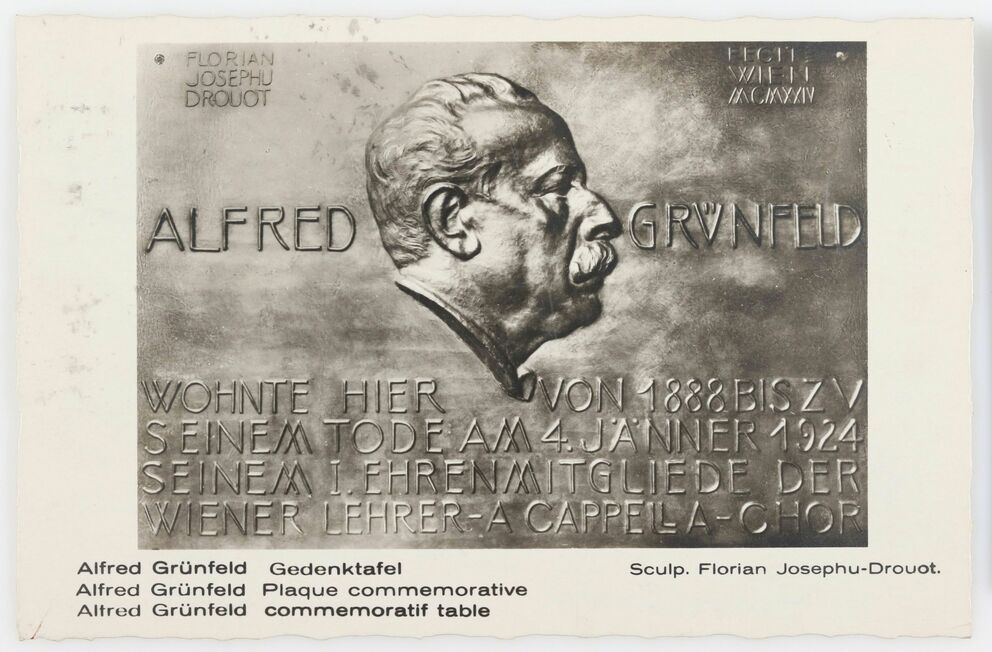 FLORIAN
JOSEPHU
DROUOT
FECIT:
WIEN
MCMXXIV
ALFRED GRÜNFELD
WOHNTE HIER VON 1888 BIS ZV
SEINEM TODE AM 4. JÄNNER 1924
SEINEM I. EHRENMITGLIEDE DER
WIENER LEHRER-A CAPPELLA-CHOR
Alfred Grünfeld Gedenktafel
Alfred Grünfeld Plaque commemorative
Alfred Grünfeld commemoratif table
Sculp. Florian Josephu-Drouot.